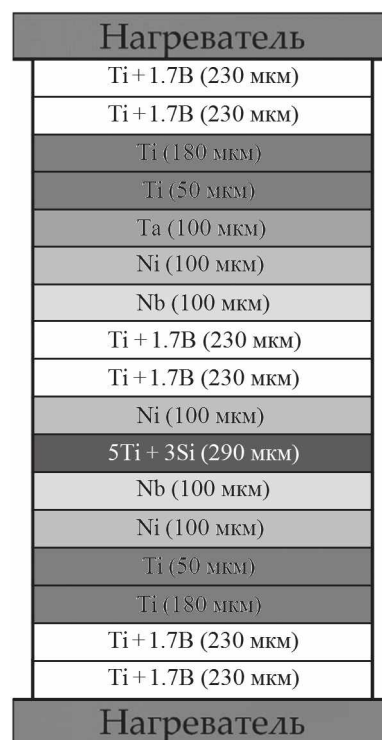 Нагреватель
Ti + 1.7B (230 мкм)
Ti + 1.7B (230 мкм)
Ti (180 мкм)
Ti (50 мкм)
Ta (100 мкм)
Ni (100 мкм)
Nb (100 мкм)
Ti + 1.7B (230 мкм)
Ti + 1.7B (230 мкм)
Ni (100 мкм)
5Ti + 3Si (290 мкм)
Nb (100 мкм)
Ni (100 мкм)
Ti (50 мкм)
Ti (180 мкм)
Ti + 1.7B (230 мкм)
Ti + 1.7B (230 мкм)
Нагреватель